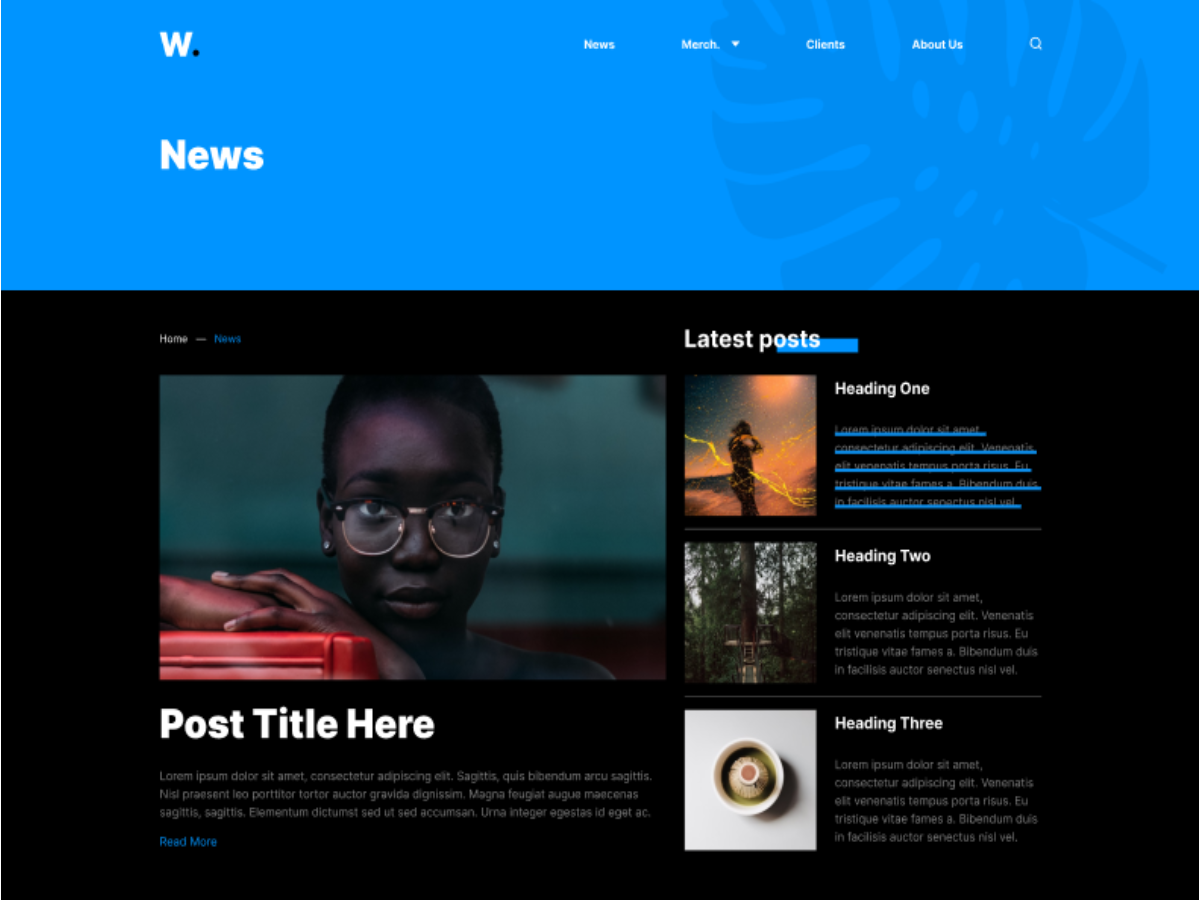 W.
News
Merch.
Clients
About Us
News
Home — News
Post Title Here
Lorem ipsum dolor sit amet, consectetur adipiscing elit. Sagittis, quis bibendum arcu sagittis.
Nisl praesent leo porttitor tortor auctor gravida dignissim. Magna feugiat augue maecenas
sagittis, sagittis. Elementum dictumst sed ut sed accumsan. Urna integer egestas id eget ac.
Read More
Latest posts
Heading One
Lorem ipsum dolor sit amet,
consectetur adipiscing elit. Venenatis
elit venenatis tempus porta risus. Eu
tristique vitae fames a. Bibendum duis
in facilisis auctor senectus nisl vel.
Heading Two
Lorem ipsum dolor sit amet,
consectetur adipiscing elit. Venenatis
elit venenatis tempus porta risus. Eu
tristique vitae fames a. Bibendum duis
in facilisis auctor senectus nisl vel.
Heading Three
Lorem ipsum dolor sit amet,
consectetur adipiscing elit. Venenatis
elit venenatis tempus porta risus. Eu
tristique vitae fames a. Bibendum duis
in facilisis auctor senectus nisl vel.